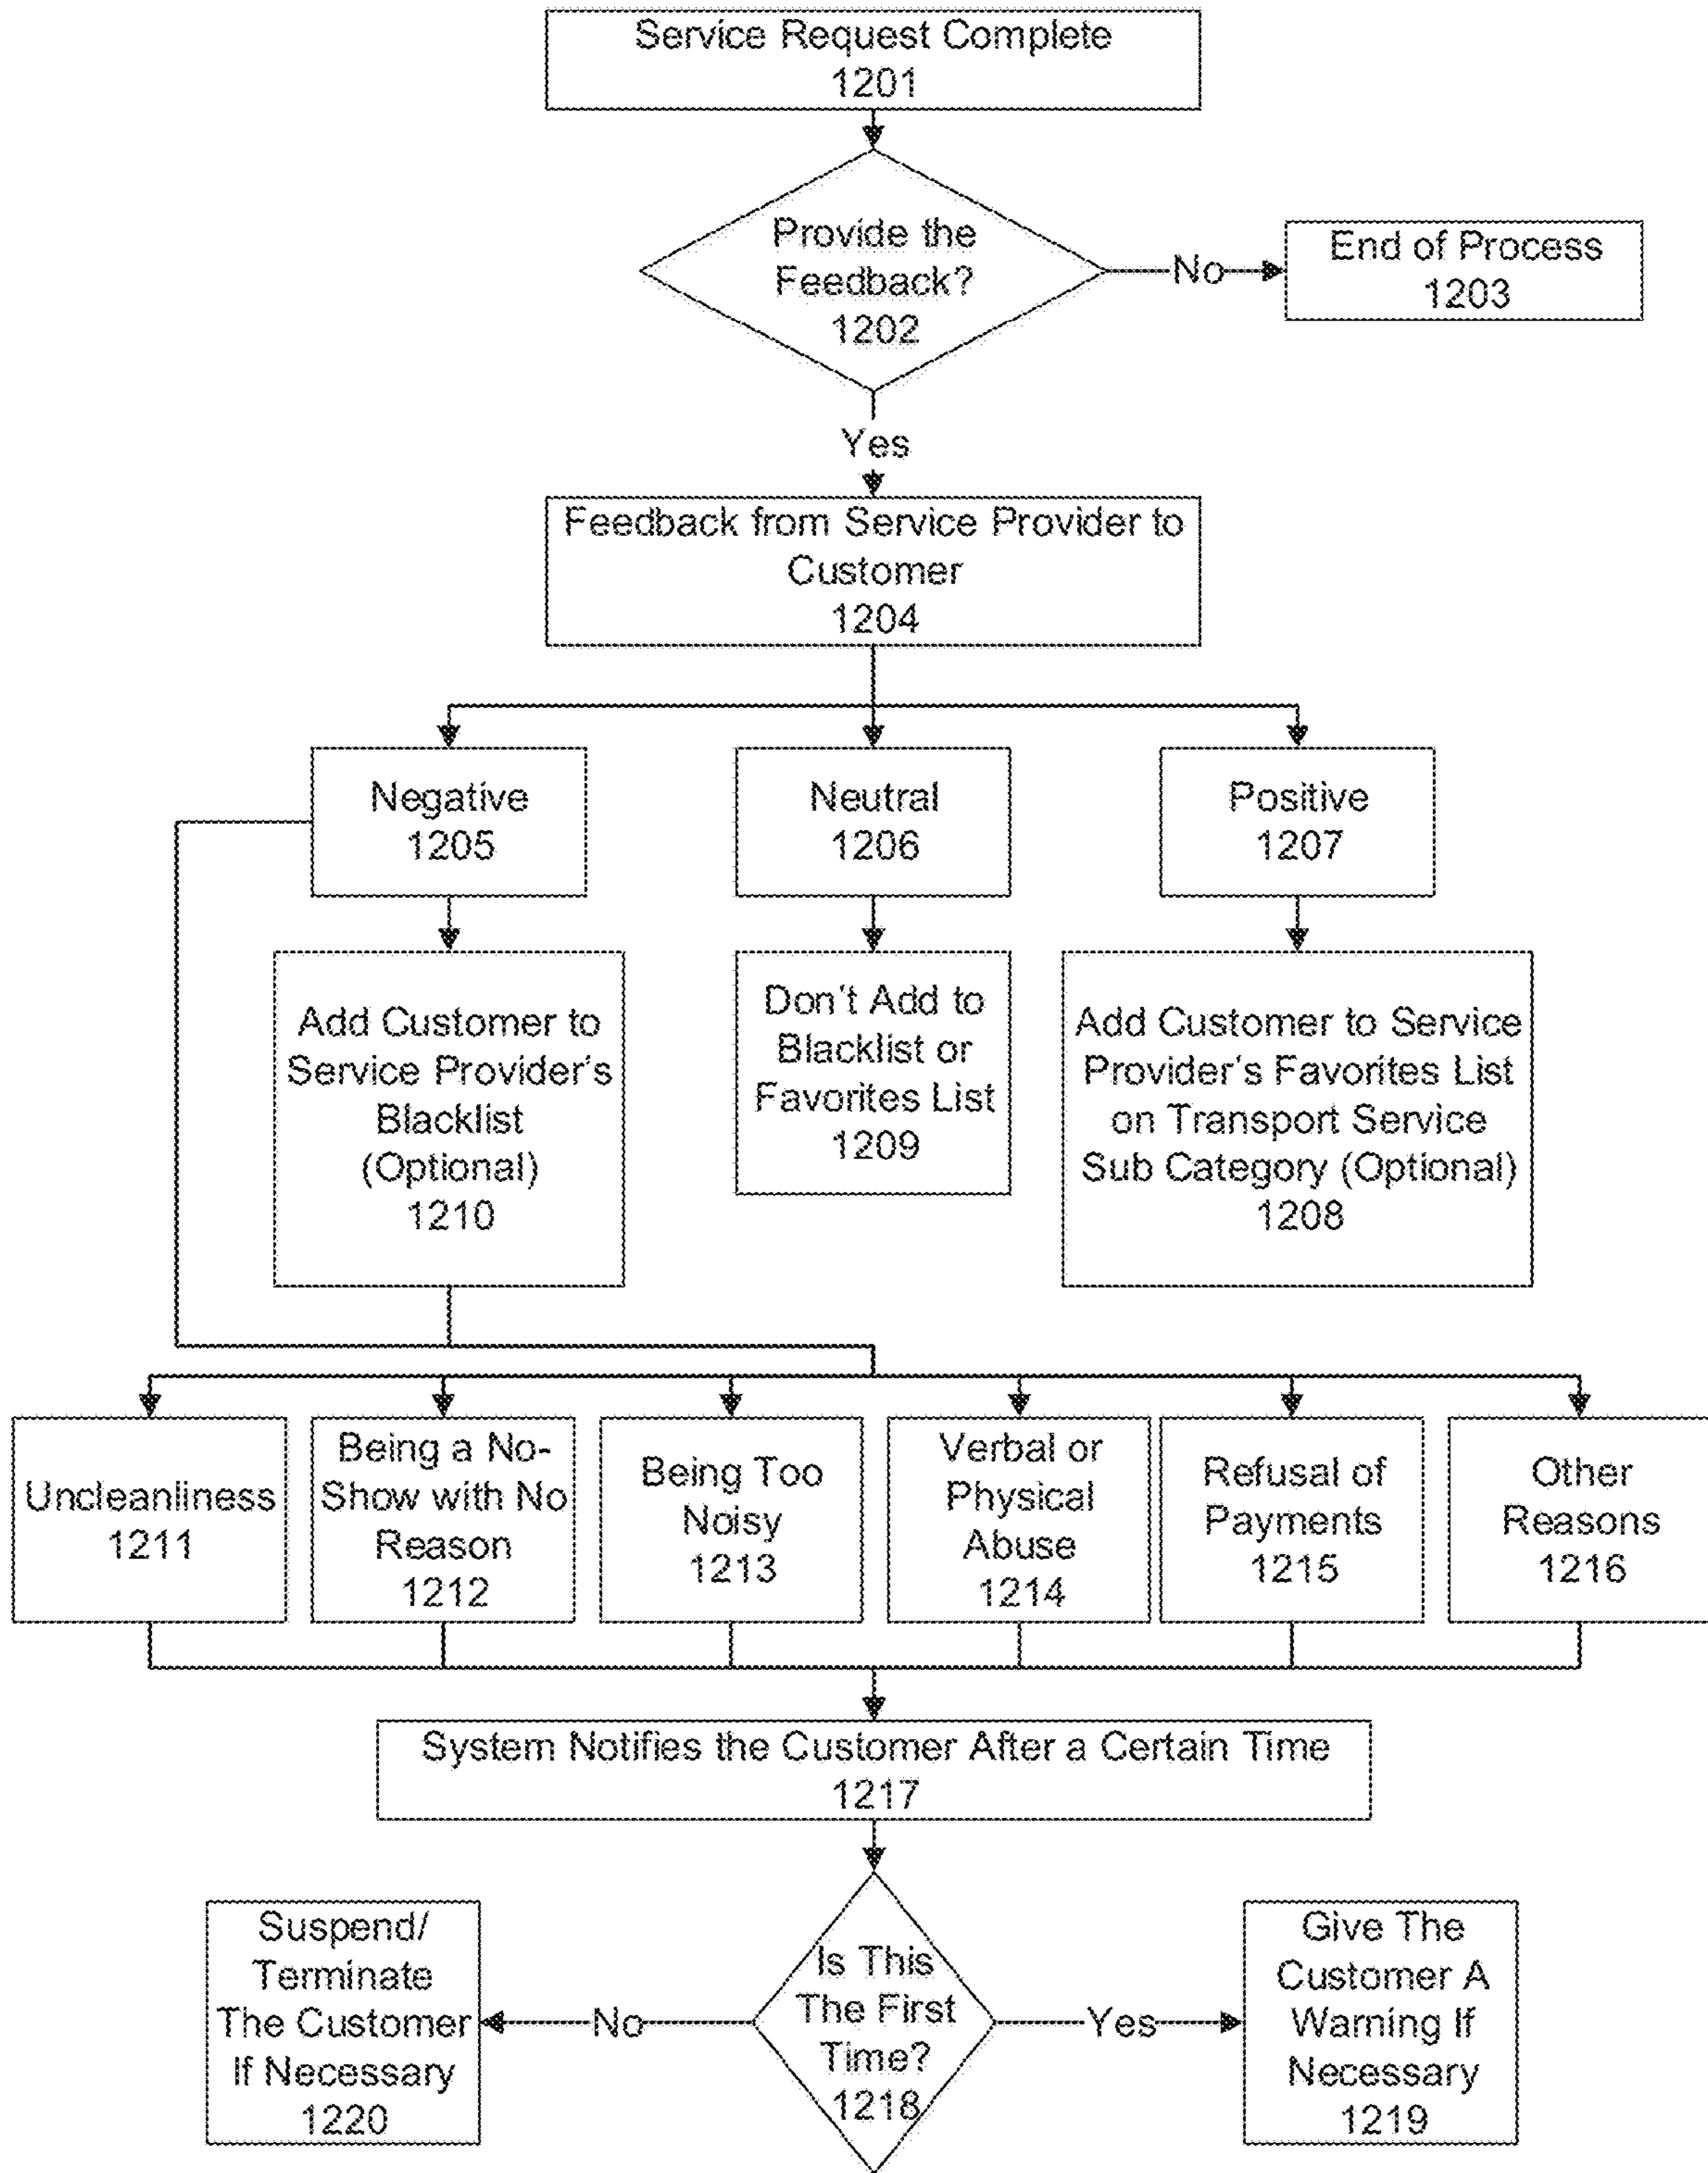 Service Request Complete
1201
Provide the
Feedback?
1202
No
End of Process
1203
Yes
Feedback from Service Provider to
Customer
1204
Negative
1205
Neutral
1206
Positive
1207
Add Customer to
Service Provider's
Blacklist
(Optional)
1210
Don't Add to
Blacklist or
Favorites List
1209
Add Customer to Service
Provider's Favorites List
on Transport Service
Sub Category (Optional)
1208
Uncleanliness
1211
Being a No-
Show with No
Reason
1212
Being Too
Noisy
1213
Verbal or
Physical
Abuse
1214
Refusal of
Payments
1215
Other
Reasons
1216
System Notifies the Customer After a Certain Time
1217
Suspend/
Terminate
The Customer
If Necessary
1220
No
Is This
The First
Time?
1218
Yes
Give The
Customer A
Warning If
Necessary
1219